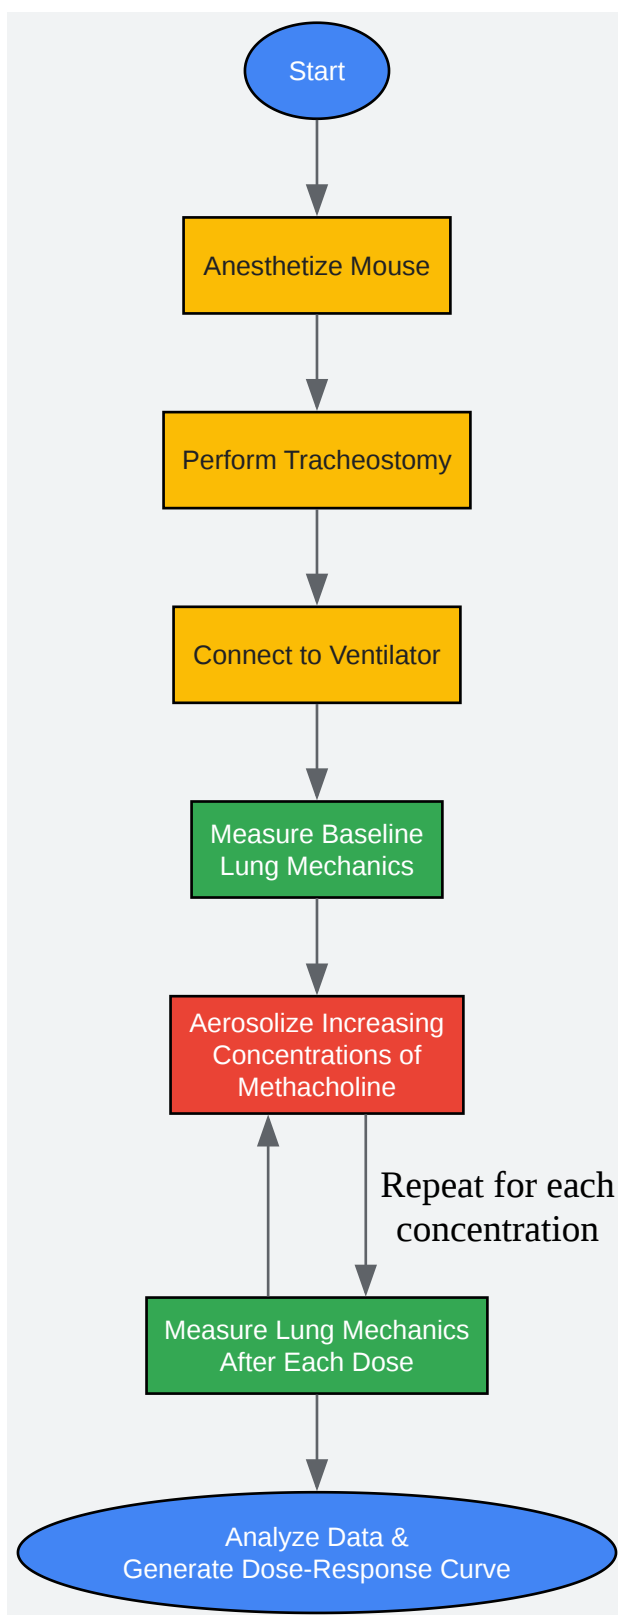 Start
Anesthetize Mouse
Perform Tracheostomy
Connect to Ventilator
Measure Baseline
Lung Mechanics
Aerosolize Increasing
Concentrations of
Methacholine
Repeat for each
concentration
Measure Lung Mechanics
After Each Dose
Analyze Data &
Generate Dose-Response Curve